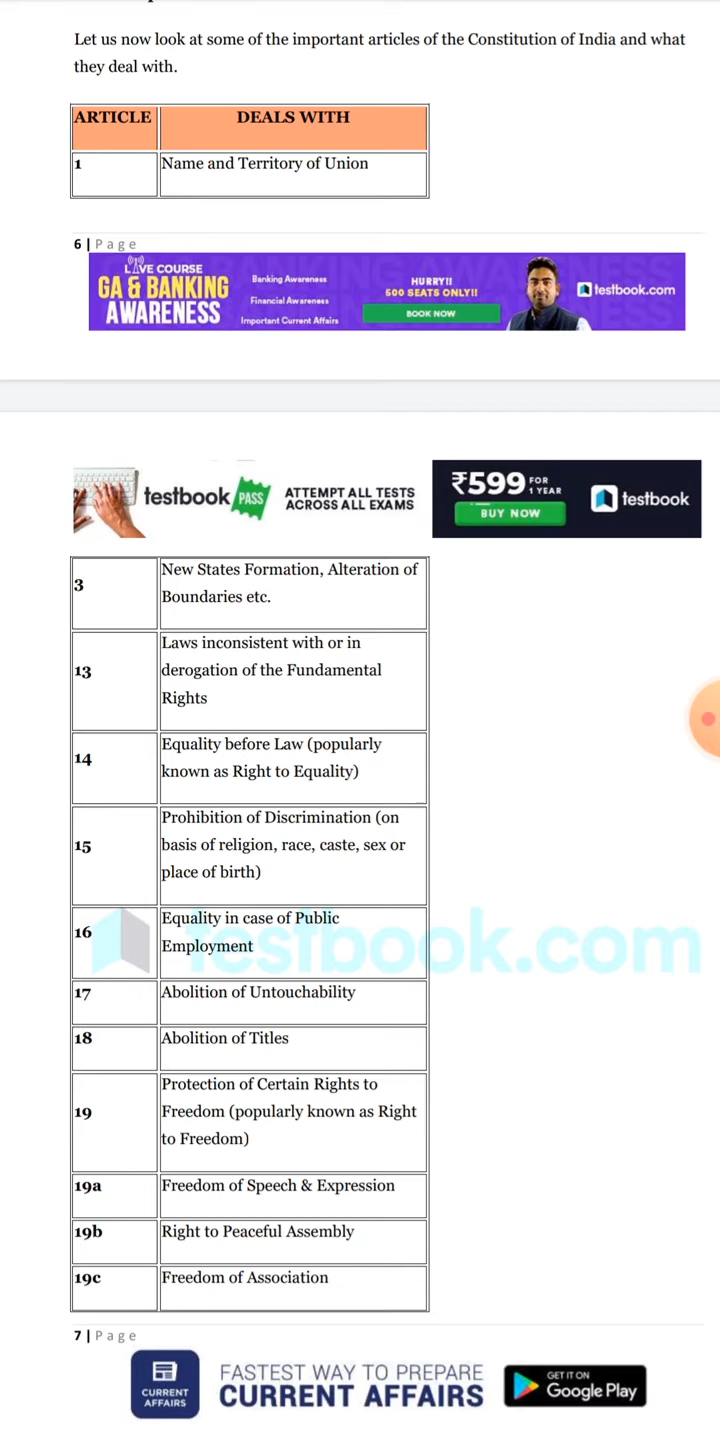 Let us now look at some of the important articles of the Constitution of India and what
they deal with.
ARTICLE DEALS WITH
1 Name and Territory of Union
6 | Page
LIVE COURSE
GA & BANKING
AWARENESS
Banking Awareness
Financial Awareness
Important Current Affairs
HURRY!!
500 SEATS ONLY!!
BOOK NOW
testbook.com
testbook PASS
ATTEMPT ALL TESTS
ACROSS ALL EXAMS
₹599 FOR
1 YEAR
BUY NOW
testbook
3 New States Formation, Alteration of
Boundaries etc.
13 Laws inconsistent with or in
derogation of the Fundamental
Rights
14 Equality before Law (popularly
known as Right to Equality)
15 Prohibition of Discrimination (on
basis of religion, race, caste, sex or
place of birth)
16 Equality in case of Public
Employment
testbook.com
17 Abolition of Untouchability
18 Abolition of Titles
19 Protection of Certain Rights to
Freedom (popularly known as Right
to Freedom)
19a Freedom of Speech & Expression
19b Right to Peaceful Assembly
19c Freedom of Association
7 | Page
CURRENT
AFFAIRS
FASTEST WAY TO PREPARE
CURRENT AFFAIRS
GET IT ON
Google Play